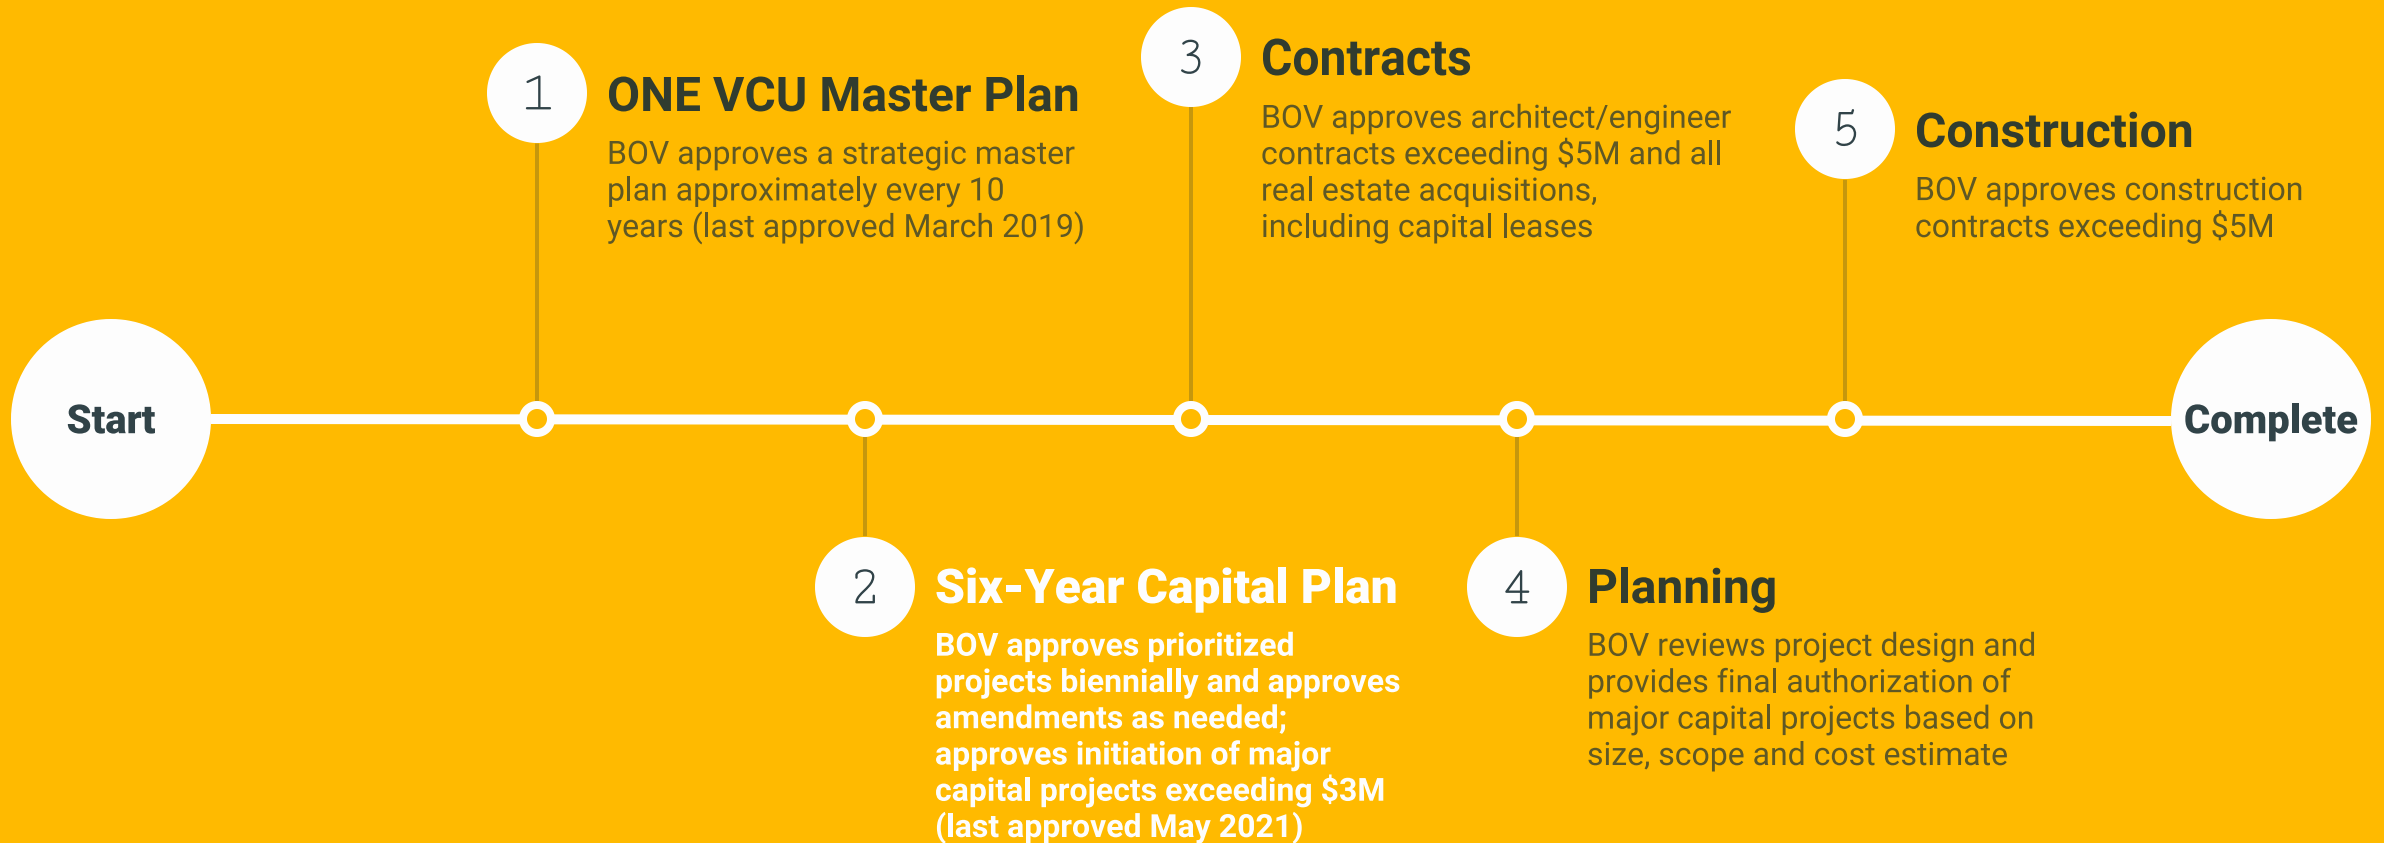 Start
1
ONE VCU Master Plan
BOV approves a strategic master
plan approximately every 10
years (last approved March 2019)
2
Six-Year Capital Plan
BOV approves prioritized
projects biennially and approves
amendments as needed;
approves initiation of major
capital projects exceeding $3M
(last approved May 2021)
3
Contracts
BOV approves architect/engineer
contracts exceeding $5M and all
real estate acquisitions,
including capital leases
4
Planning
BOV reviews project design and
provides final authorization of
major capital projects based on
size, scope and cost estimate
5
Construction
BOV approves construction
contracts exceeding $5M
Complete